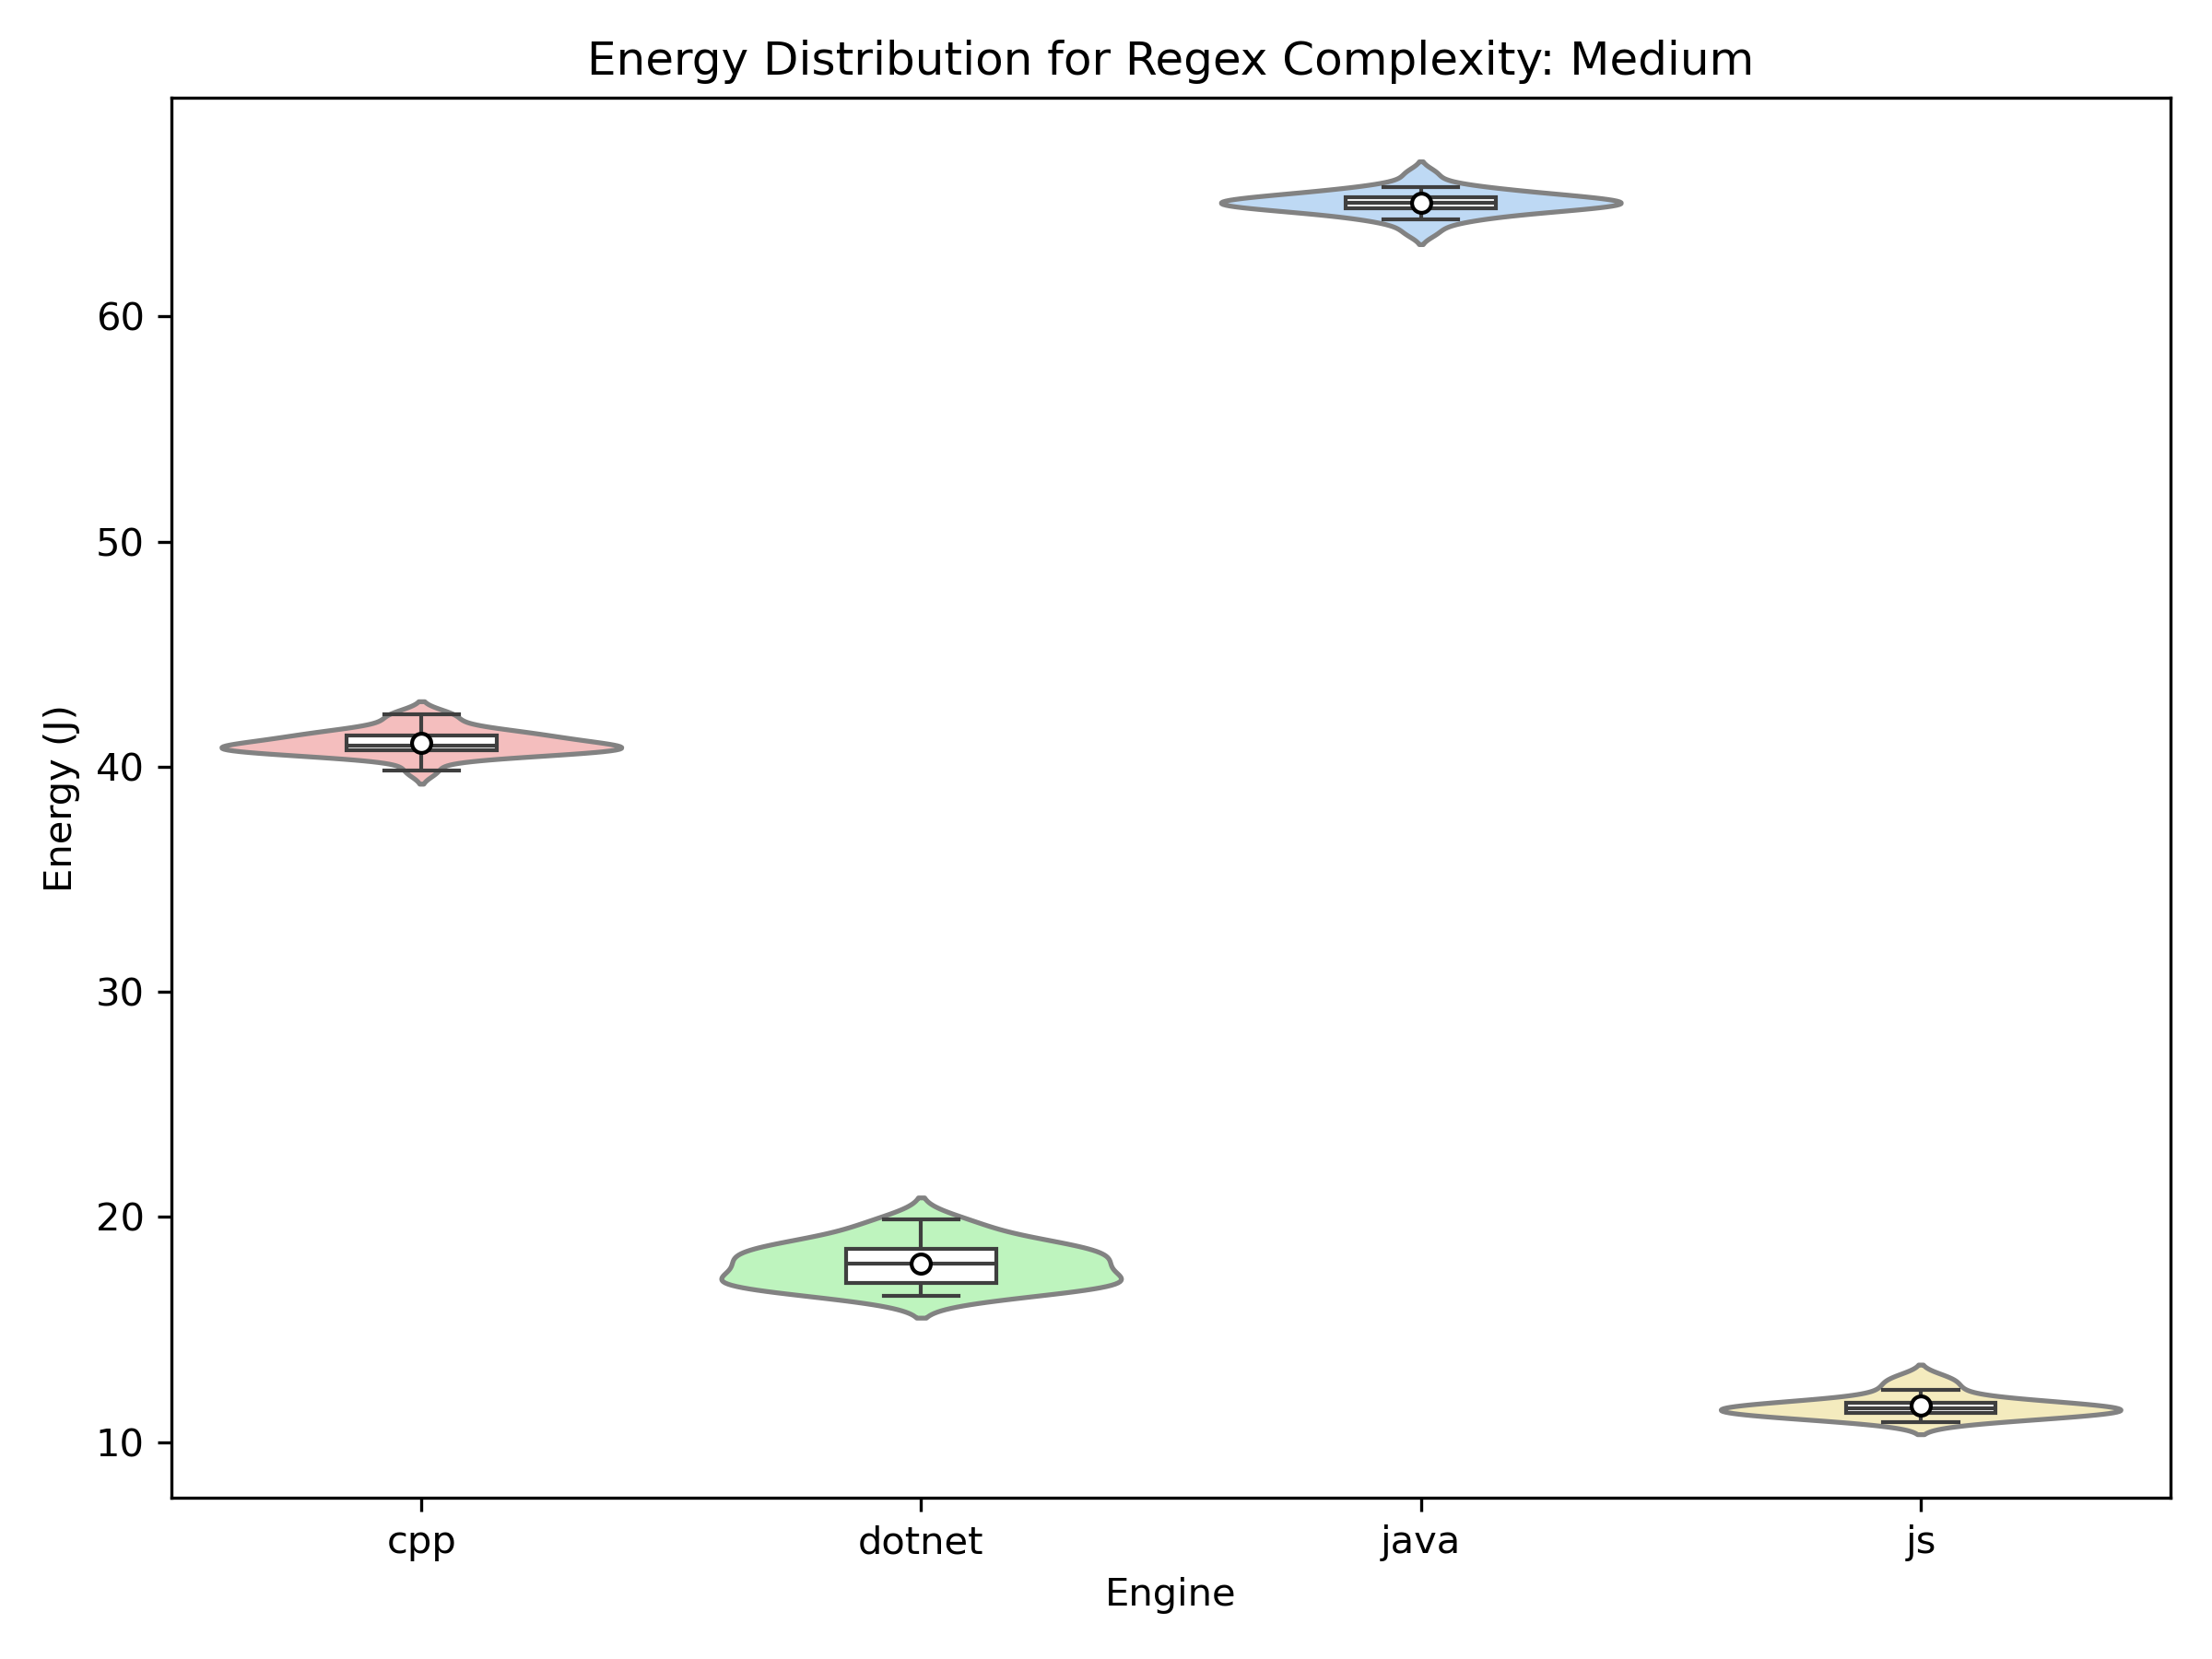 Energy Distribution for Regex Complexity: Medium
Energy (J)
60
50
40
30
20
10
cpp dotnet java js
Engine